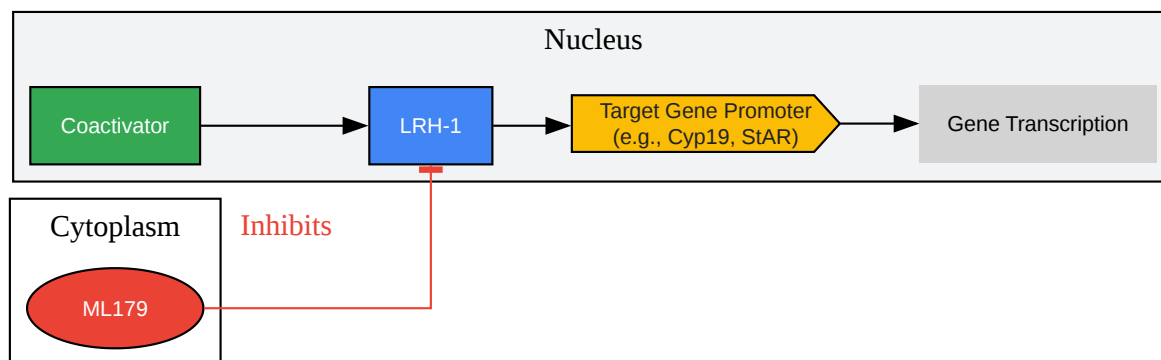 Nucleus
Coactivator
LRH-1
Target Gene Promoter
(e.g., Cyp19, StAR)
Gene Transcription
Cytoplasm
Inhibits
ML179